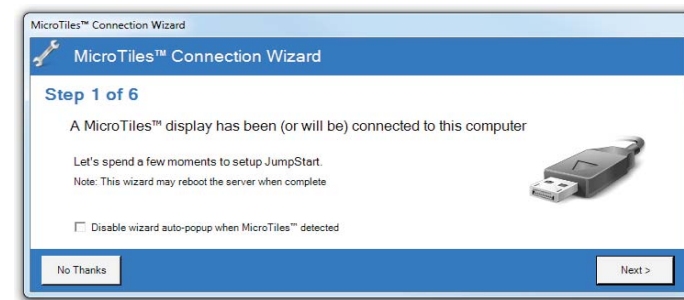 MicroTiles™ Connection Wizard
MicroTiles™ Connection Wizard
Step 1 of 6
A MicroTiles™ display has been (or will be) connected to this computer
Let's spend a few moments to setup JumpStart.
Note: This wizard may reboot the server when complete
Disable wizard auto-popup when MicroTiles™ detected
No Thanks
Next >